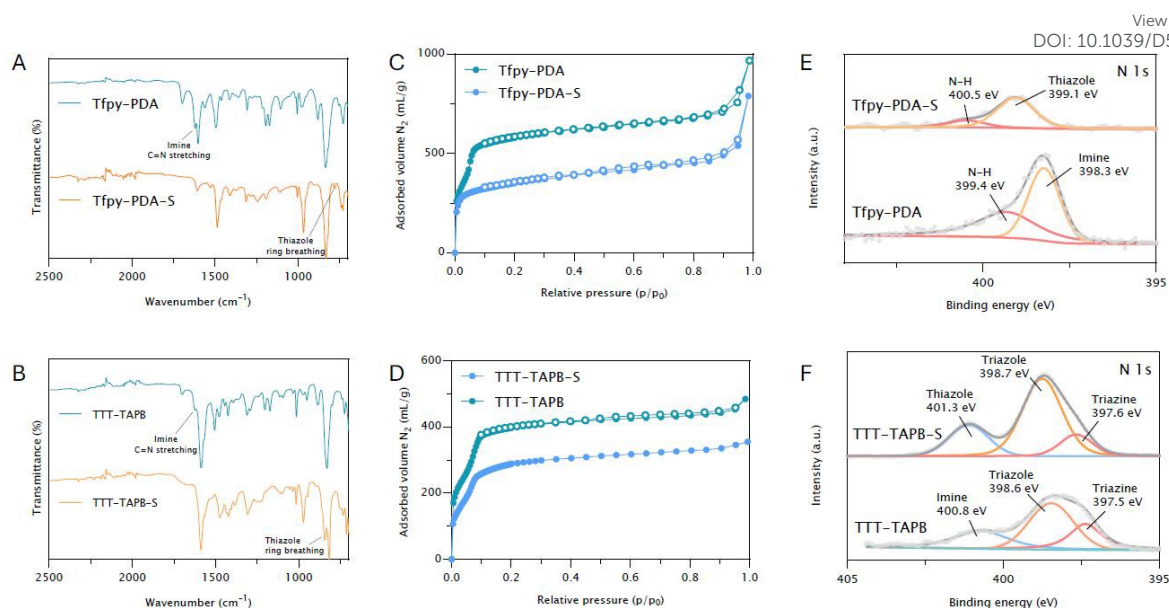 View
DOI: 10.1039/D5
A
Tfpy-PDA
Imine
C=N stretching
Tfpy-PDA-S
Thiazole
ring breathing
Transmittance (%)
2500
2000
1500
1000
Wavenumber (cm⁻¹)
C
1000
Tfpy-PDA
Tfpy-PDA-S
500
0
Adsorbed volume N₂ (mL/g)
0.0
0.2
0.4
0.6
0.8
1.0
Relative pressure (p/p₀)
E
N 1s
N-H
400.5 eV
Thiazole
399.1 eV
Tfpy-PDA-S
N-H
399.4 eV
Imine
398.3 eV
Tfpy-PDA
Intensity (a.u.)
400
395
Binding energy (eV)
B
TTT-TAPB
Imine
C=N stretching
TTT-TAPB-S
Thiazole
ring breathing
Transmittance (%)
2500
2000
1500
1000
Wavenumber (cm⁻¹)
D
600
TTT-TAPB-S
TTT-TAPB
400
200
0
Adsorbed volume N₂ (mL/g)
0.0
0.2
0.4
0.6
0.8
1.0
Relative pressure (p/p₀)
F
N 1s
Triazole
398.7 eV
Thiazole
401.3 eV
Triazine
397.6 eV
TTT-TAPB-S
Triazole
398.6 eV
Imine
400.8 eV
Triazine
397.5 eV
TTT-TAPB
Intensity (a.u.)
405
400
395
Binding energy (eV)